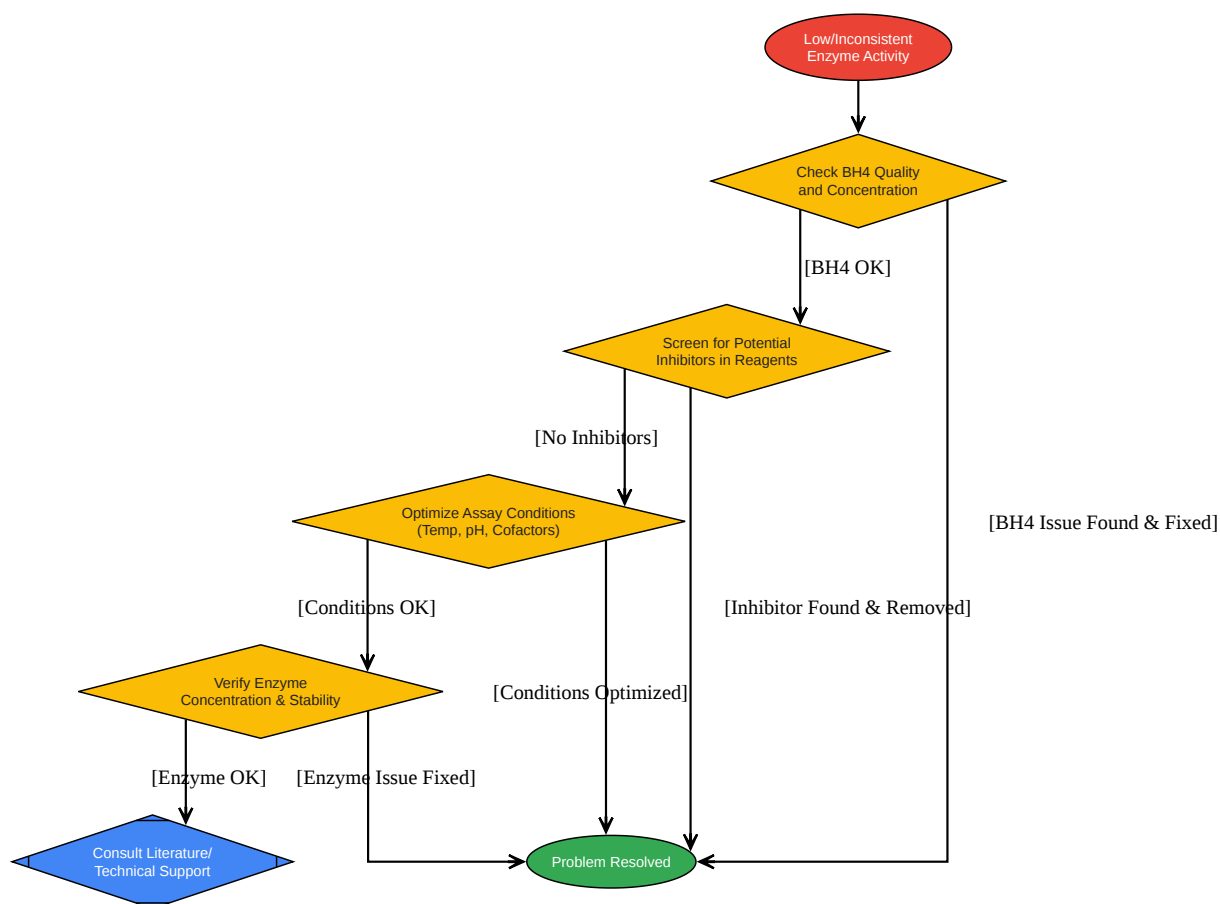 Low/Inconsistent
Enzyme Activity
Check BH4 Quality
and Concentration
[BH4 OK]
Screen for Potential
Inhibitors in Reagents
[No Inhibitors]
Optimize Assay Conditions
(Temp, pH, Cofactors)
[BH4 Issue Found & Fixed]
[Conditions OK]
[Inhibitor Found & Removed]
Verify Enzyme
Concentration & Stability
[Conditions Optimized]
[Enzyme OK]
[Enzyme Issue Fixed]
Consult Literature/
Technical Support
Problem Resolved